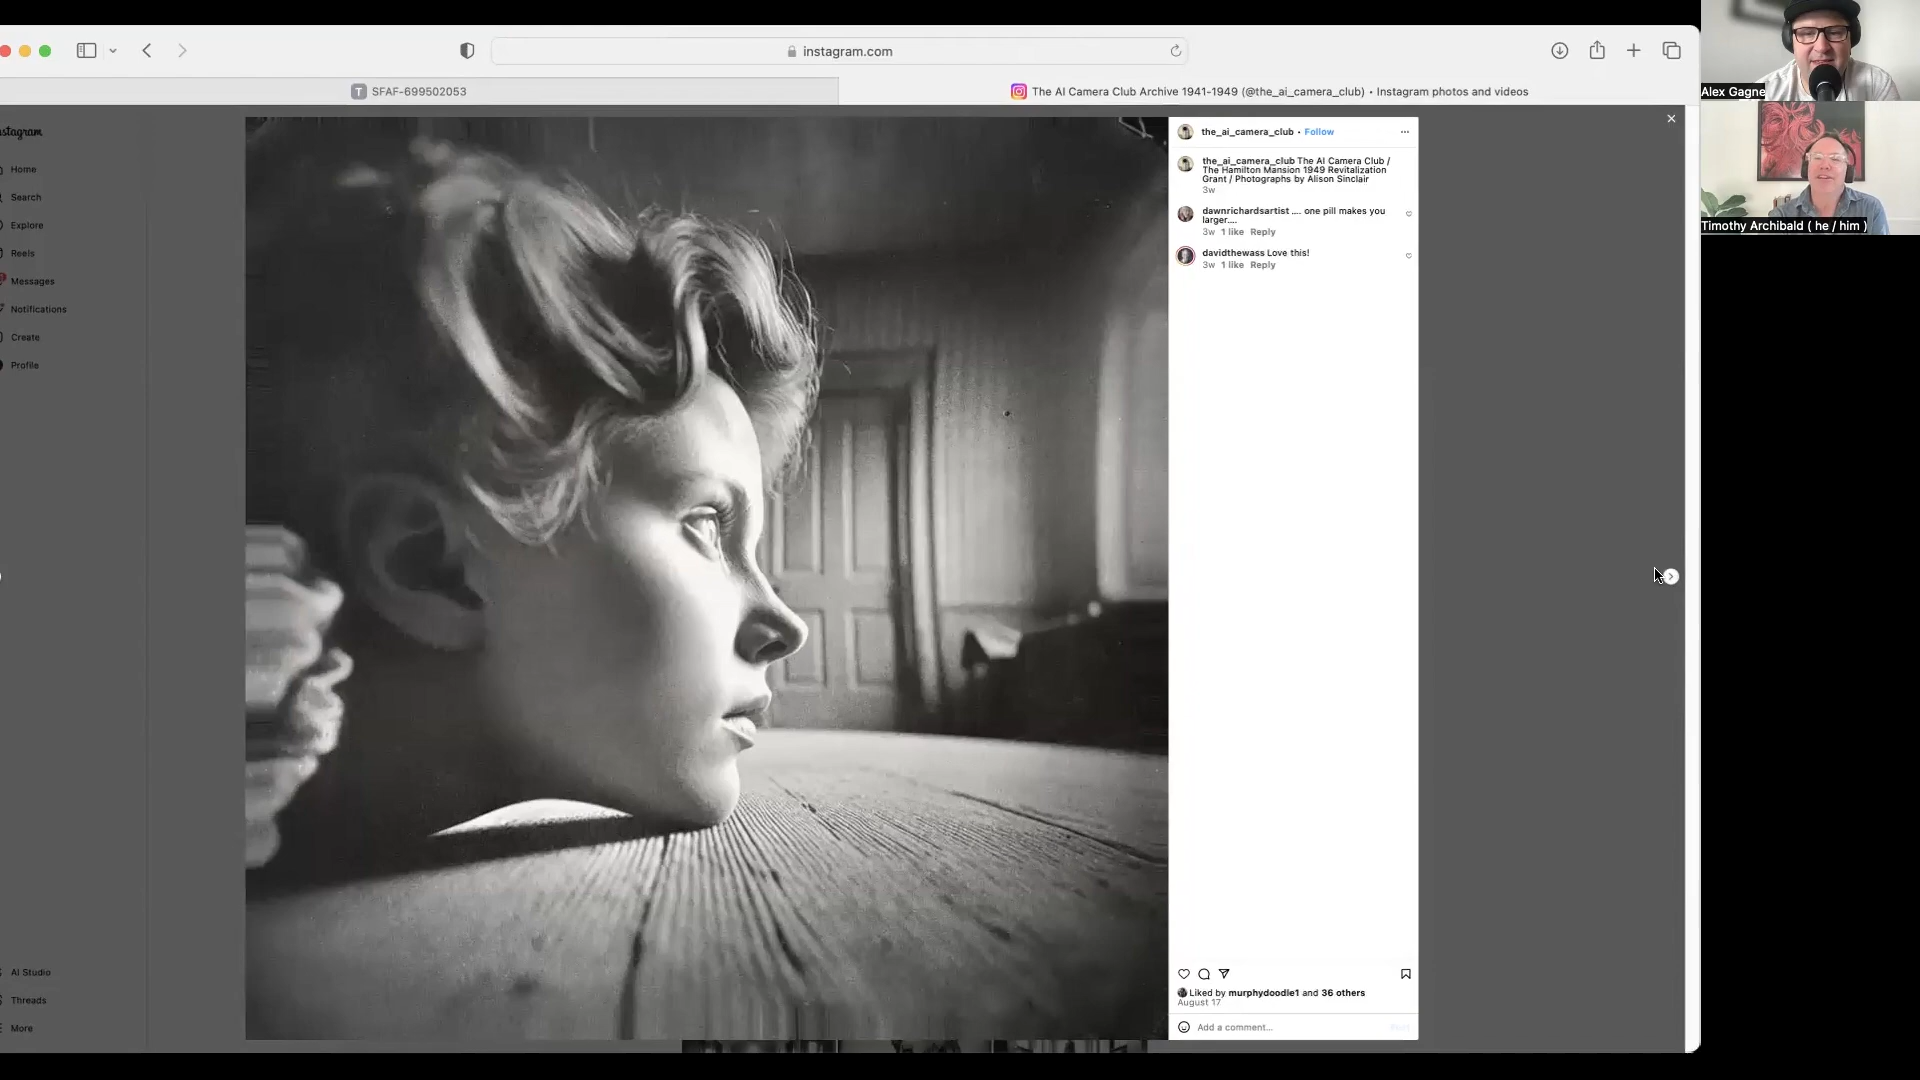 instagram.com
SFAF-699502053
The AI Camera Club Archive 1941-1949 (@the_ai_camera_club) • Instagram photos and videos
Alex Gagne
Timothy Archibald ( he / him )
stagram
Home
Search
Explore
Reels
Messages
Notifications
Create
Profile
AI Studio
Threads
More
the_ai_camera_club • Follow
the_ai_camera_club The AI Camera Club /
The Hamilton Mansion 1949 Revitalization
Grant / Photographs by Alison Sinclair
3w
dawnrichardsartist .... one pill makes you
larger....
3w 1 like Reply
davidthewass Love this!
3w 1 like Reply
Liked by murphydoodle1 and 36 others
August 17
Add a comment...
Post